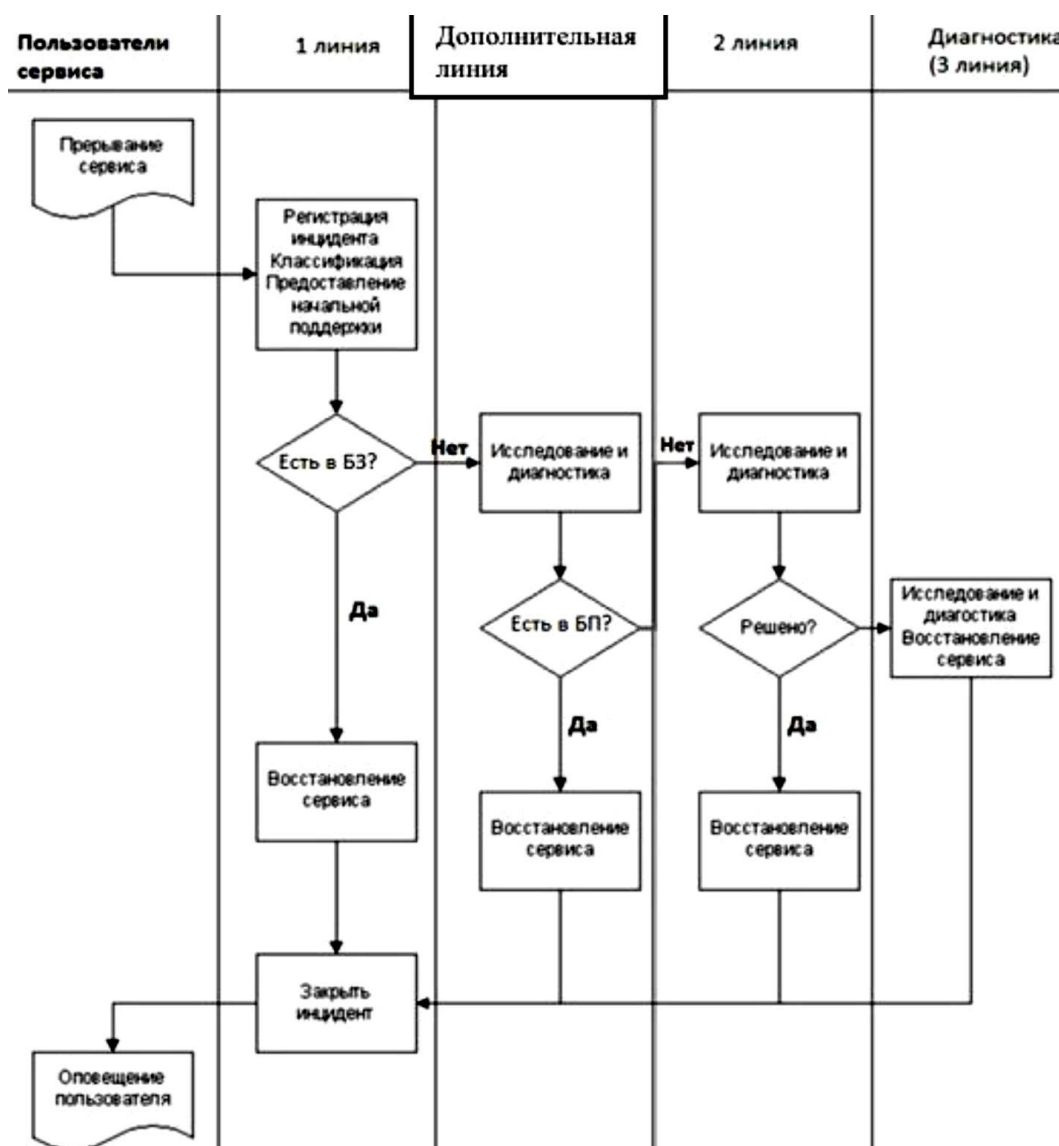 Пользователи
сервиса
1 линия
Дополнительная
линия
2 линия
Диагностика
(3 линия)
Прерывание
сервиса
Регистрация
инцидента
Классификация
Предоставление
начальной
поддержки
Есть в БЗ?
Нет
Исследование и
диагностика
Нет
Исследование и
диагностика
Да
Есть в БП?
Решено?
Исследование и
диагостика
Восстановление
сервиса
Да
Да
Восстановление
сервиса
Восстановление
сервиса
Восстановление
сервиса
Закрыть
инцидент
Оповещение
пользователя